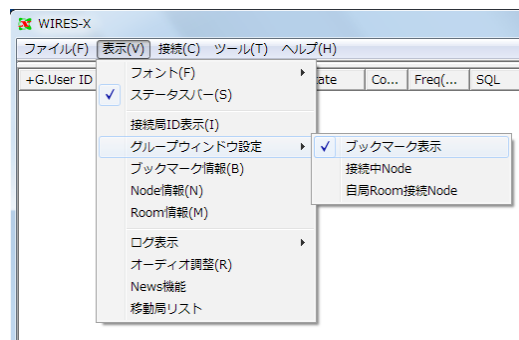 WIRES-X
ファイル(F) 表示(V) 接続(C) ツール(T) ヘルプ(H)
+G.User ID ate Co... Freq(... SQL
フォント(F)
ステータスバー(S)
接続局ID表示(I)
グループウィンドウ設定
ブックマーク表示
接続中Node
自局Room接続Node
ブックマーク情報(B)
Node情報(N)
Room情報(M)
ログ表示
オーディオ調整(R)
News機能
移動局リスト